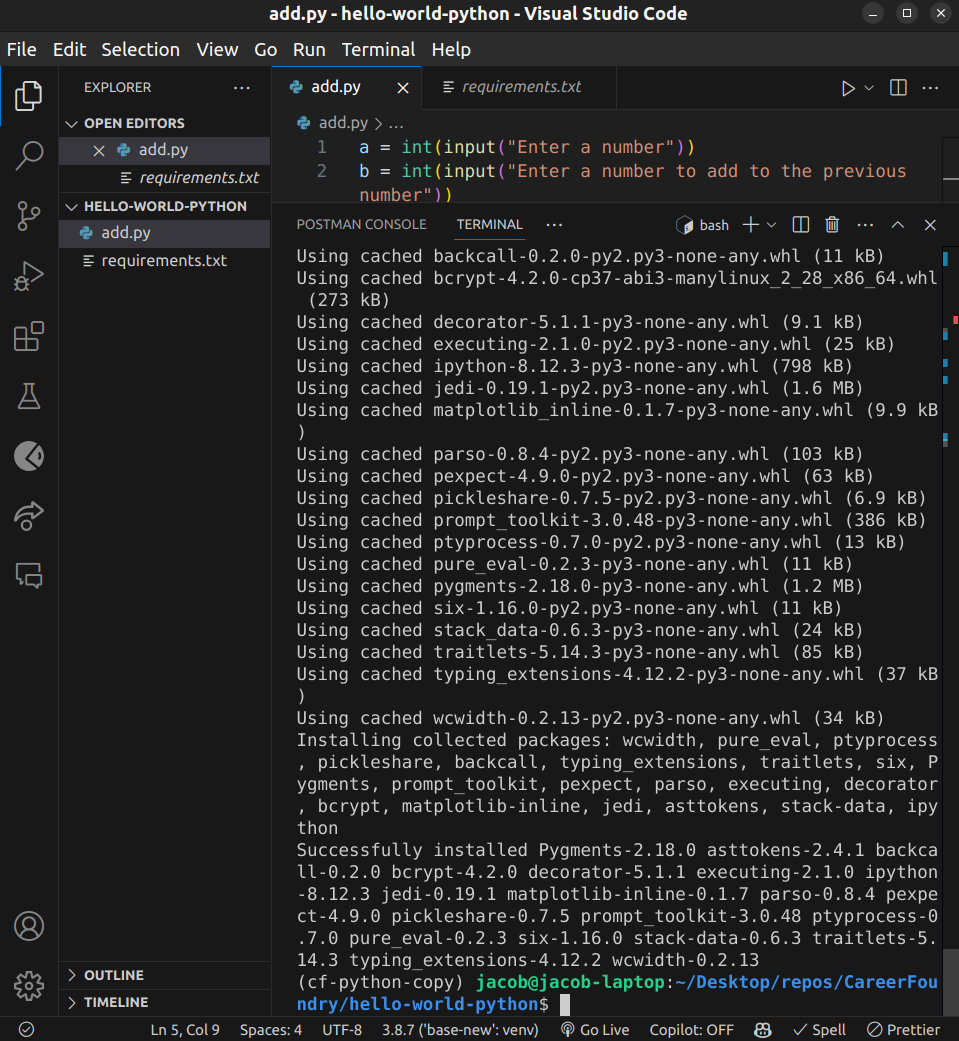 add.py - hello-world-python - Visual Studio Code
File Edit Selection View Go Run Terminal Help
EXPLORER
OPEN EDITORS
add.py
requirements.txt
HELLO-WORLD-PYTHON
add.py
requirements.txt
OUTLINE
TIMELINE
add.py requirements.txt
add.py > ...
1 a = int(input("Enter a number"))
2 b = int(input("Enter a number to add to the previous
number"))
POSTMAN CONSOLE TERMINAL ... bash
Using cached backcall-0.2.0-py2.py3-none-any.whl (11 kB)
Using cached bcrypt-4.2.0-cp37-abi3-manylinux_2_28_x86_64.whl
(273 kB)
Using cached decorator-5.1.1-py3-none-any.whl (9.1 kB)
Using cached executing-2.1.0-py2.py3-none-any.whl (25 kB)
Using cached ipython-8.12.3-py3-none-any.whl (798 kB)
Using cached jedi-0.19.1-py2.py3-none-any.whl (1.6 MB)
Using cached matplotlib_inline-0.1.7-py3-none-any.whl (9.9 kB
)
Using cached parso-0.8.4-py2.py3-none-any.whl (103 kB)
Using cached pexpect-4.9.0-py2.py3-none-any.whl (63 kB)
Using cached pickleshare-0.7.5-py2.py3-none-any.whl (6.9 kB)
Using cached prompt_toolkit-3.0.48-py3-none-any.whl (386 kB)
Using cached ptyprocess-0.7.0-py2.py3-none-any.whl (13 kB)
Using cached pure_eval-0.2.3-py3-none-any.whl (11 kB)
Using cached pygments-2.18.0-py3-none-any.whl (1.2 MB)
Using cached six-1.16.0-py2.py3-none-any.whl (11 kB)
Using cached stack_data-0.6.3-py3-none-any.whl (24 kB)
Using cached traitlets-5.14.3-py3-none-any.whl (85 kB)
Using cached typing_extensions-4.12.2-py3-none-any.whl (37 kB
)
Using cached wcwidth-0.2.13-py2.py3-none-any.whl (34 kB)
Installing collected packages: wcwidth, pure_eval, ptyprocess
, pickleshare, backcall, typing_extensions, traitlets, six, P
ygments, prompt_toolkit, pexpect, parso, executing, decorator
, bcrypt, matplotlib-inline, jedi, asttokens, stack-data, ipy
thon
Successfully installed Pygments-2.18.0 asttokens-2.4.1 backca
ll-0.2.0 bcrypt-4.2.0 decorator-5.1.1 executing-2.1.0 ipython
-8.12.3 jedi-0.19.1 matplotlib-inline-0.1.7 parso-0.8.4 pexpe
ct-4.9.0 pickleshare-0.7.5 prompt_toolkit-3.0.48 ptyprocess-0
.7.0 pure_eval-0.2.3 six-1.16.0 stack-data-0.6.3 traitlets-5.
14.3 typing_extensions-4.12.2 wcwidth-0.2.13
(cf-python-copy) jacob@jacob-laptop:~/Desktop/repos/CareerFou
ndry/hello-world-python$
Ln 5, Col 9 Spaces: 4 UTF-8 3.8.7 ('base-new': venv) Go Live Copilot: OFF Spell Prettier